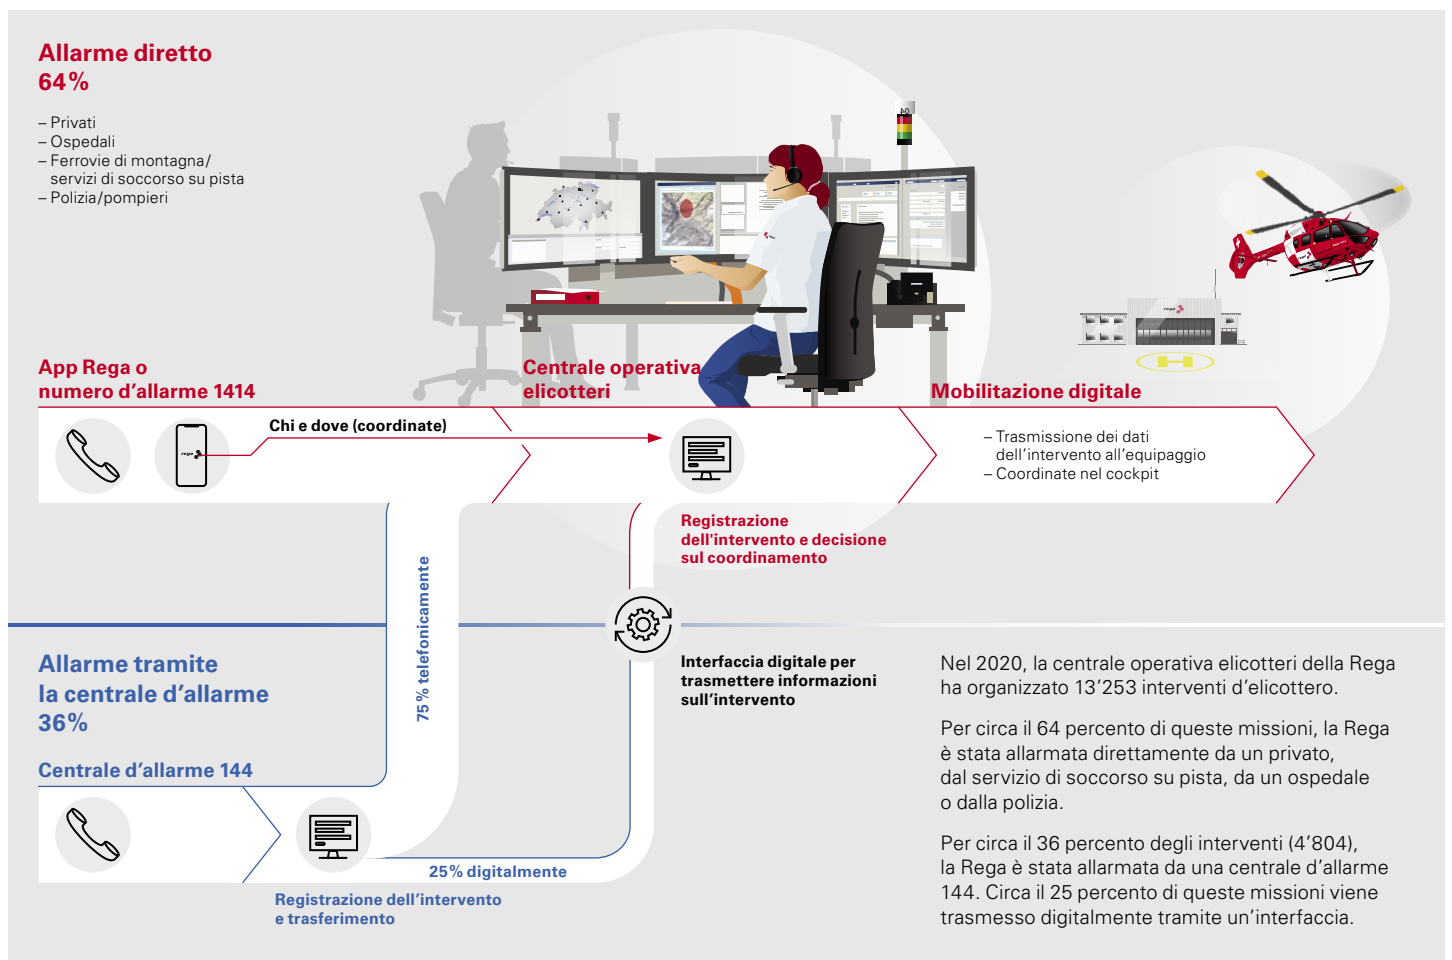 Allarme diretto
64%
– Privati
– Ospedali
– Ferrovie di montagna/
servizi di soccorso su pista
– Polizia/pompieri
App Rega o
numero d’allarme 1414
Centrale operativa
elicotteri
rega
Mobilitazione digitale
Chi e dove (coordinate)
rega
– Trasmissione dei dati
dell’intervento all’equipaggio
– Coordinate nel cockpit
Registrazione
dell'intervento e decisione
sul coordinamento
75% telefonicamente
Interfaccia digitale per
trasmettere informazioni
sull’intervento
Allarme tramite
la centrale d’allarme
36%
Centrale d’allarme 144
25% digitalmente
Registrazione dell’intervento
e trasferimento
Nel 2020, la centrale operativa elicotteri della Rega
ha organizzato 13’253 interventi d’elicottero.
Per circa il 64 percento di queste missioni, la Rega
è stata allarmata direttamente da un privato,
dal servizio di soccorso su pista, da un ospedale
o dalla polizia.
Per circa il 36 percento degli interventi (4’804),
la Rega è stata allarmata da una centrale d’allarme
144. Circa il 25 percento di queste missioni viene
trasmesso digitalmente tramite un’interfaccia.